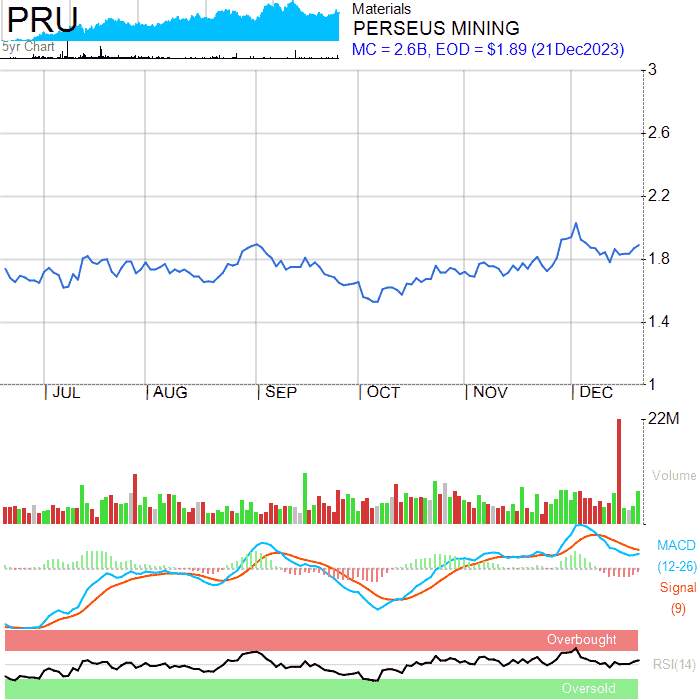 PRU
5yr Chart
Materials
PERSEUS MINING
MC = 2.6B, EOD = $1.89 (21Dec2023)
3
2.6
2.2
1.8
1.4
1
JUL AUG SEP OCT NOV DEC
22M
Volume
MACD
(12-26)
Signal
(9)
Overbought
RSI(14)
Oversold